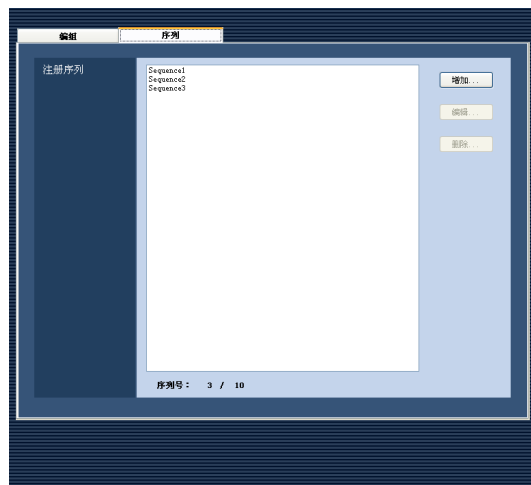 编组
序列
注册序列
Sequence1
Sequence2
Sequence3
增加...
编辑...
删除...
序列号： 3 / 10